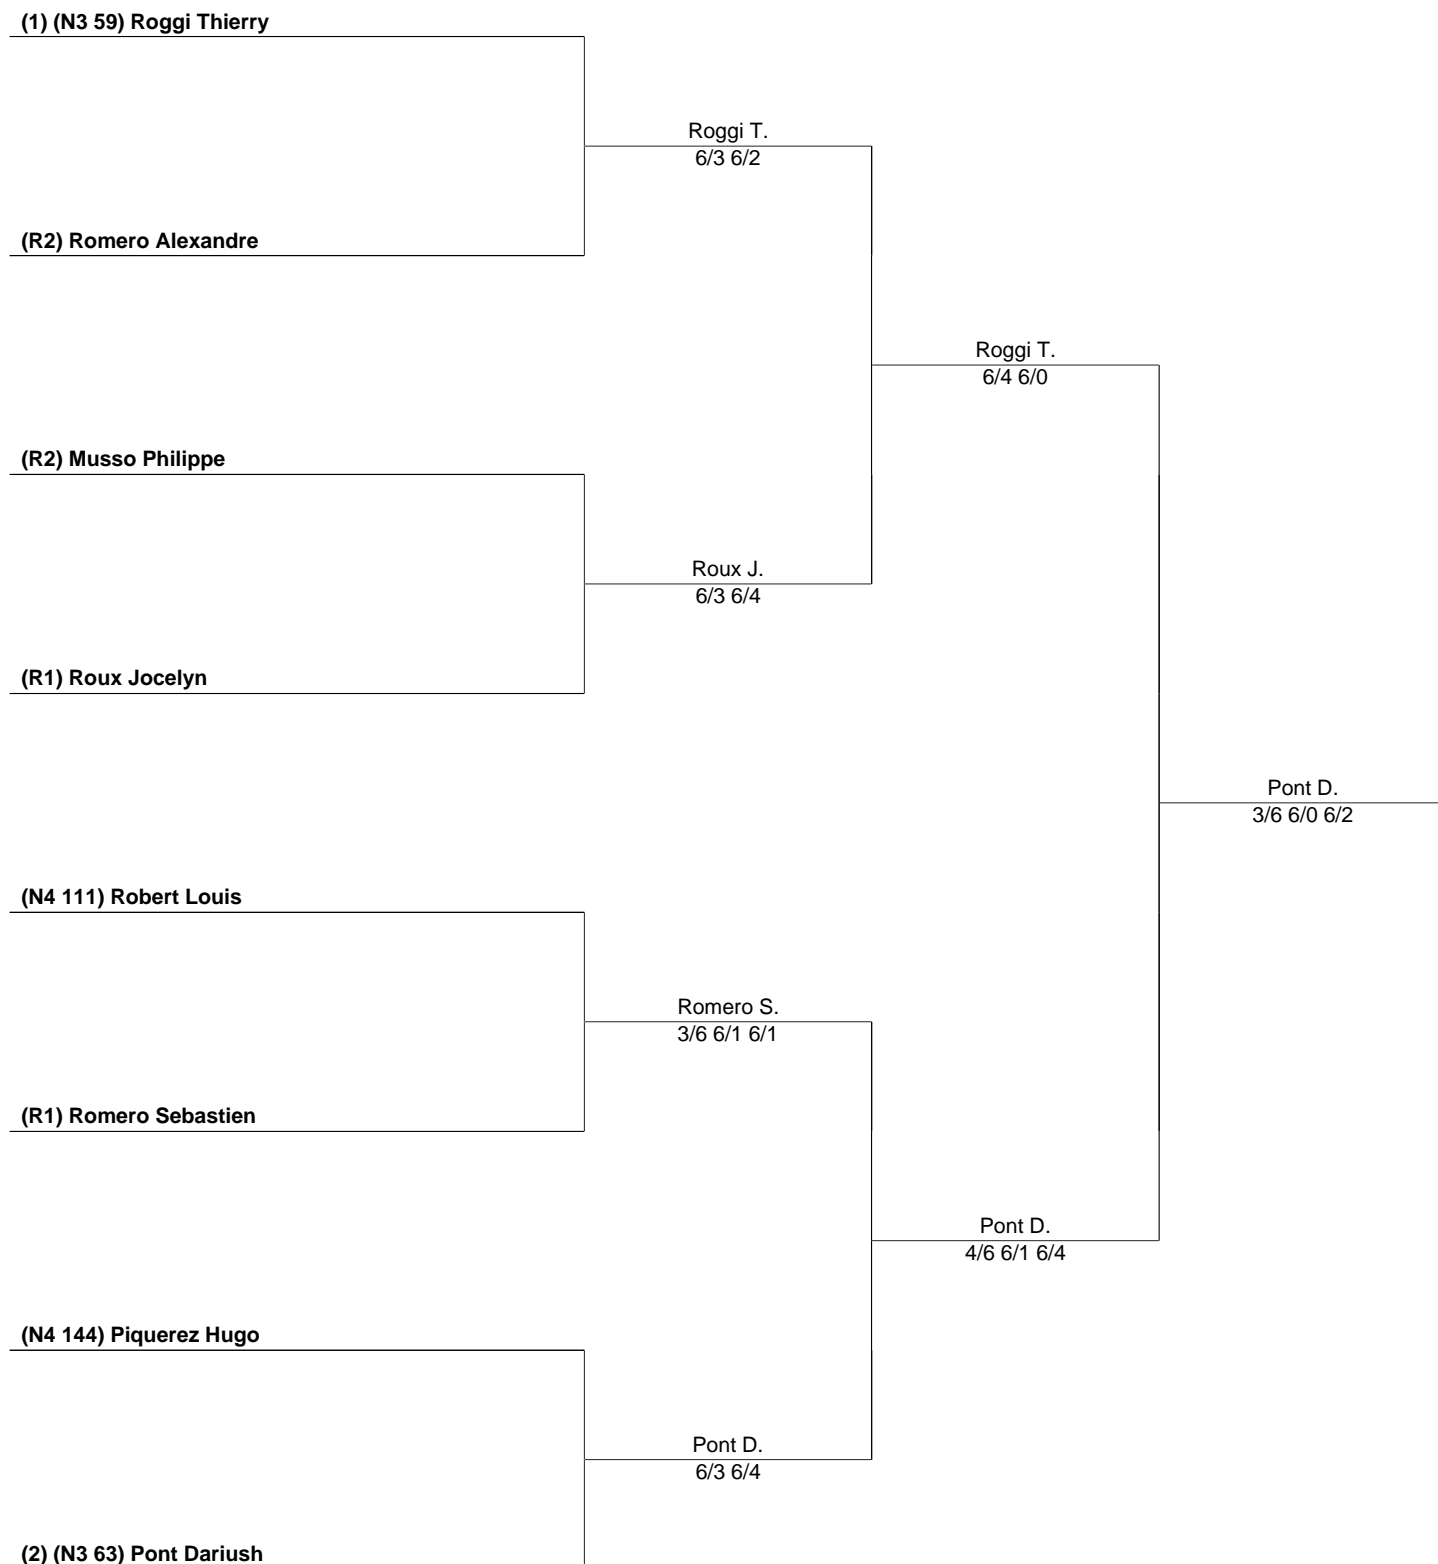 (1) (N3 59) Roggi Thierry
Roggi T.
6/3 6/2
(R2) Romero Alexandre
Roggi T.
6/4 6/0
(R2) Musso Philippe
Roux J.
6/3 6/4
(R1) Roux Jocelyn
Pont D.
3/6 6/0 6/2
(N4 111) Robert Louis
Romero S.
3/6 6/1 6/1
(R1) Romero Sebastien
Pont D.
4/6 6/1 6/4
(N4 144) Piquerez Hugo
Pont D.
6/3 6/4
(2) (N3 63) Pont Dariush